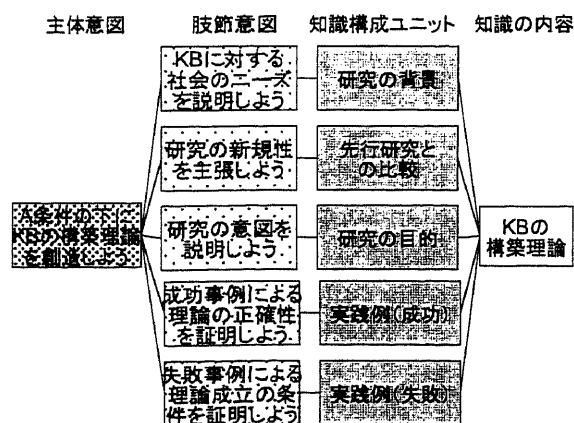 主体意図 肢節意図 知識構成ユニット 知識の内容
KBに対する
社会のニーズ
を説明しよう
研究の背景
研究の新規性
を主張しよう
先行研究と
の比較
A条件の下に
KBの構築理論
を創造しよう
研究の意図を
説明しよう
研究の目的
KBの
構築理論
成功事例による
理論の正確性
を証明しよう
実践例(成功)
失敗事例による
理論成立の条
件を証明しよう
実践例(失敗)